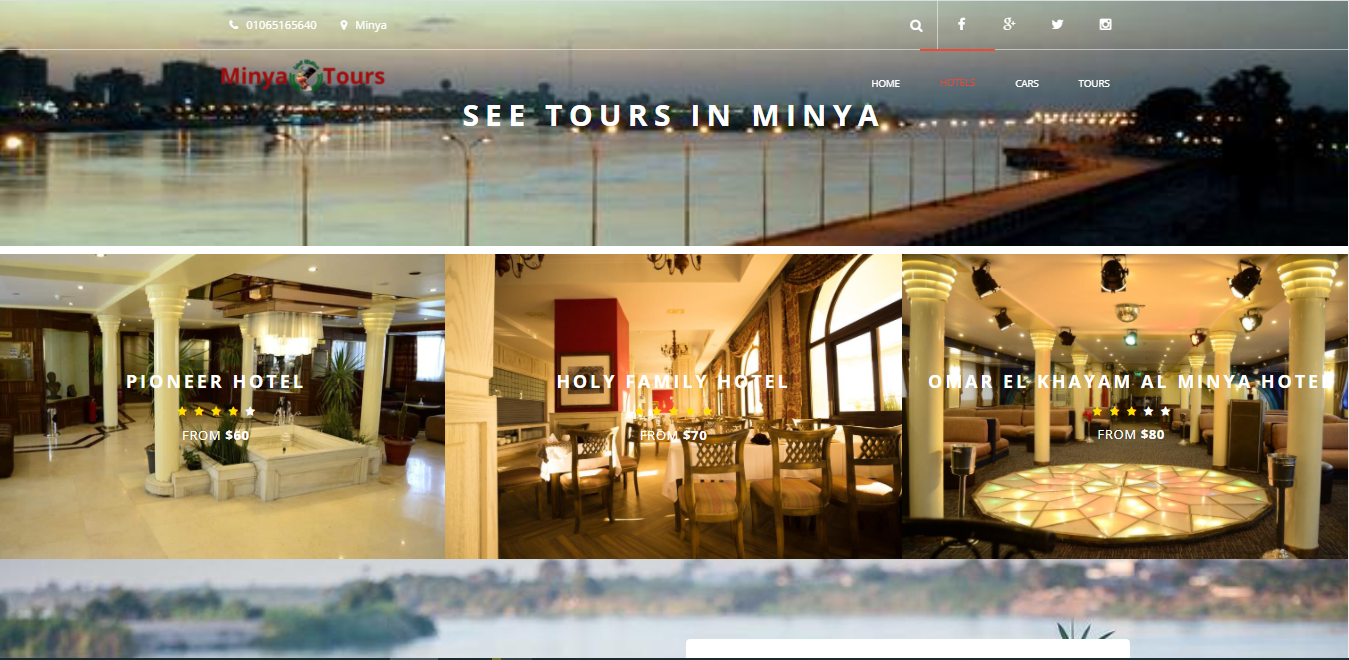 01065165640 Minya
Minya Tours
HOME HOTELS CARS TOURS
SEE TOURS IN MINYA
PIONEER HOTEL
FROM $60
HOLY FAMILY HOTEL
FROM $70
OMAR EL KHAYAM AL MINYA HOTEL
FROM $80